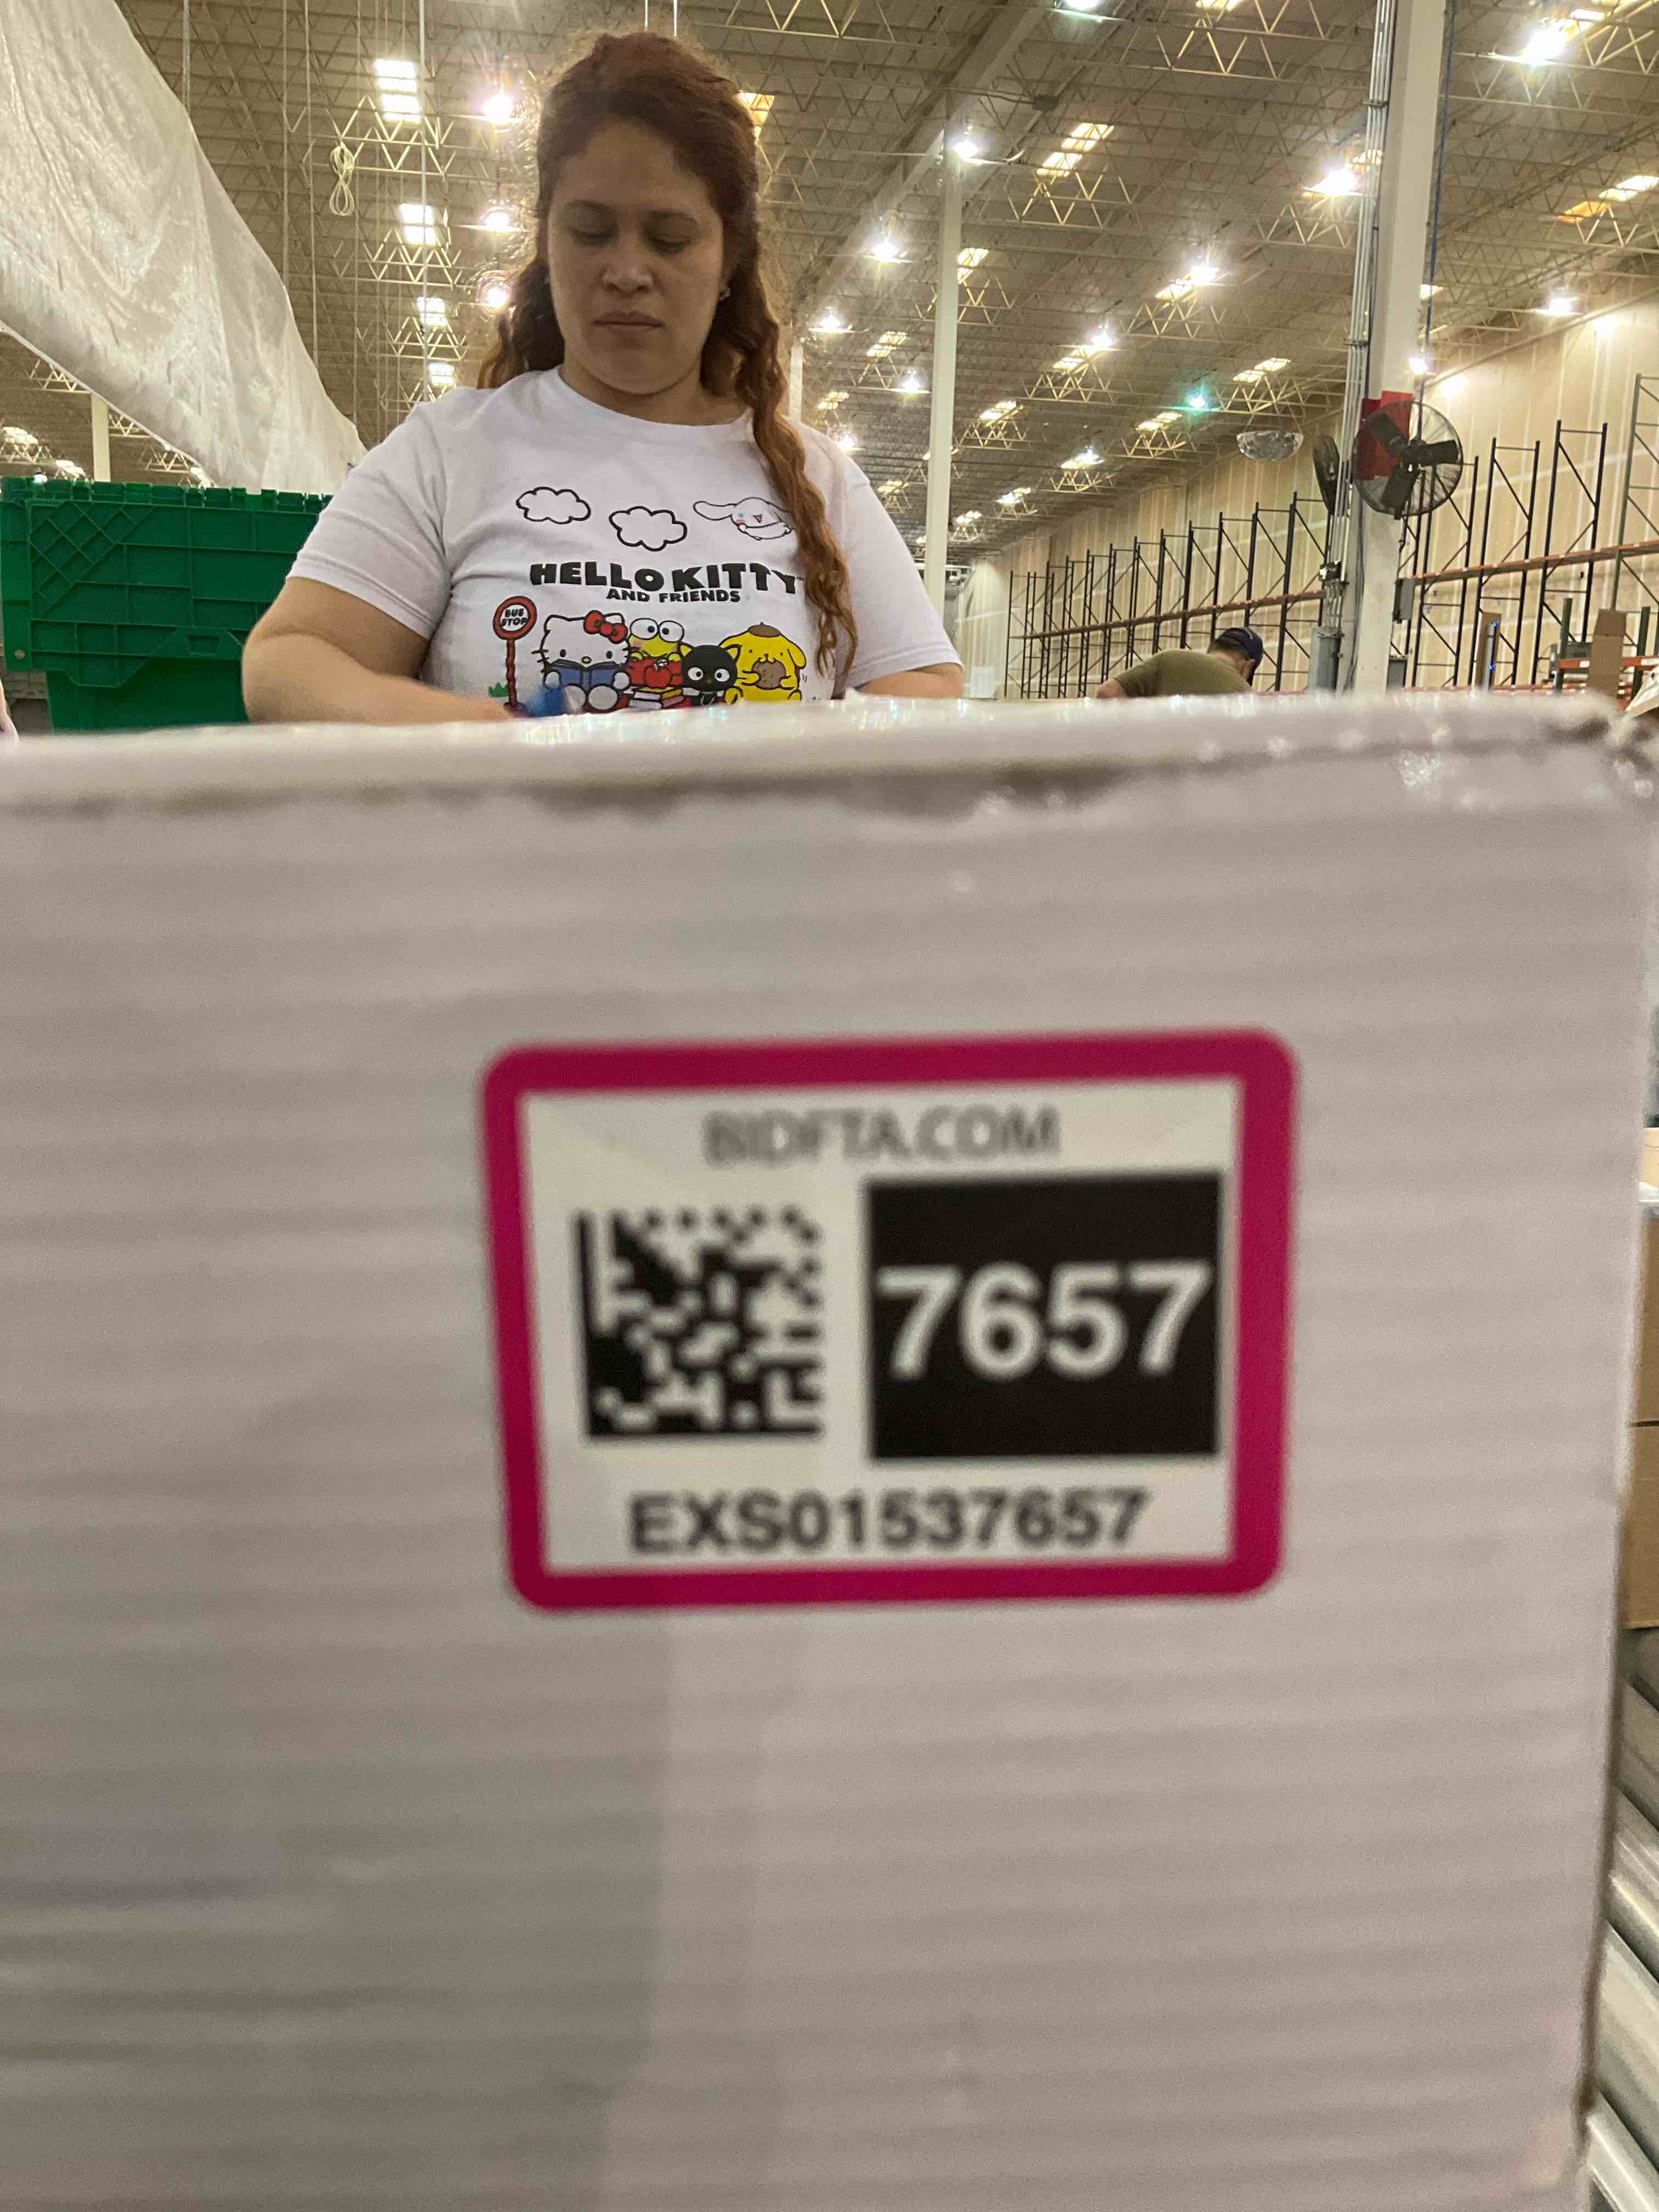 HELLO KITTY
AND FRIENDS
BUS
STOP
BIDFTA.COM
7657
EXS01537657